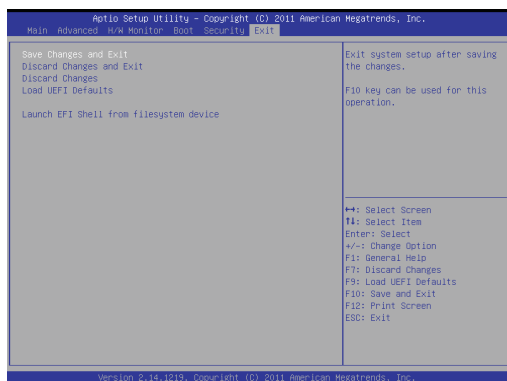 Aptio Setup Utility – Copyright (C) 2011 American Megatrends, Inc.
Main Advanced H/W Monitor Boot Security Exit
Save Changes and Exit
Discard Changes and Exit
Discard Changes
Load UEFI Defaults
Launch EFI Shell from filesystem device
Exit system setup after saving
the changes.
F10 key can be used for this
operation.
↔: Select Screen
↑↓: Select Item
Enter: Select
+/-: Change Option
F1: General Help
F7: Discard Changes
F9: Load UEFI Defaults
F10: Save and Exit
F12: Print Screen
ESC: Exit
Version 2.14.1219. Copyright (C) 2011 American Megatrends, Inc.